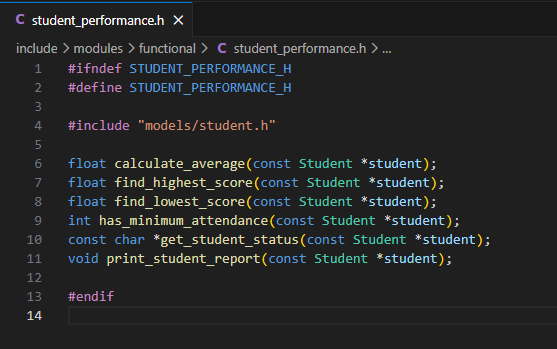 C student_performance.h ×
include > modules > functional > C student_performance.h > ...
1 #ifndef STUDENT_PERFORMANCE_H
2 #define STUDENT_PERFORMANCE_H
3
4 #include "models/student.h"
5
6 float calculate_average(const Student *student);
7 float find_highest_score(const Student *student);
8 float find_lowest_score(const Student *student);
9 int has_minimum_attendance(const Student *student);
10 const char *get_student_status(const Student *student);
11 void print_student_report(const Student *student);
12
13 #endif
14